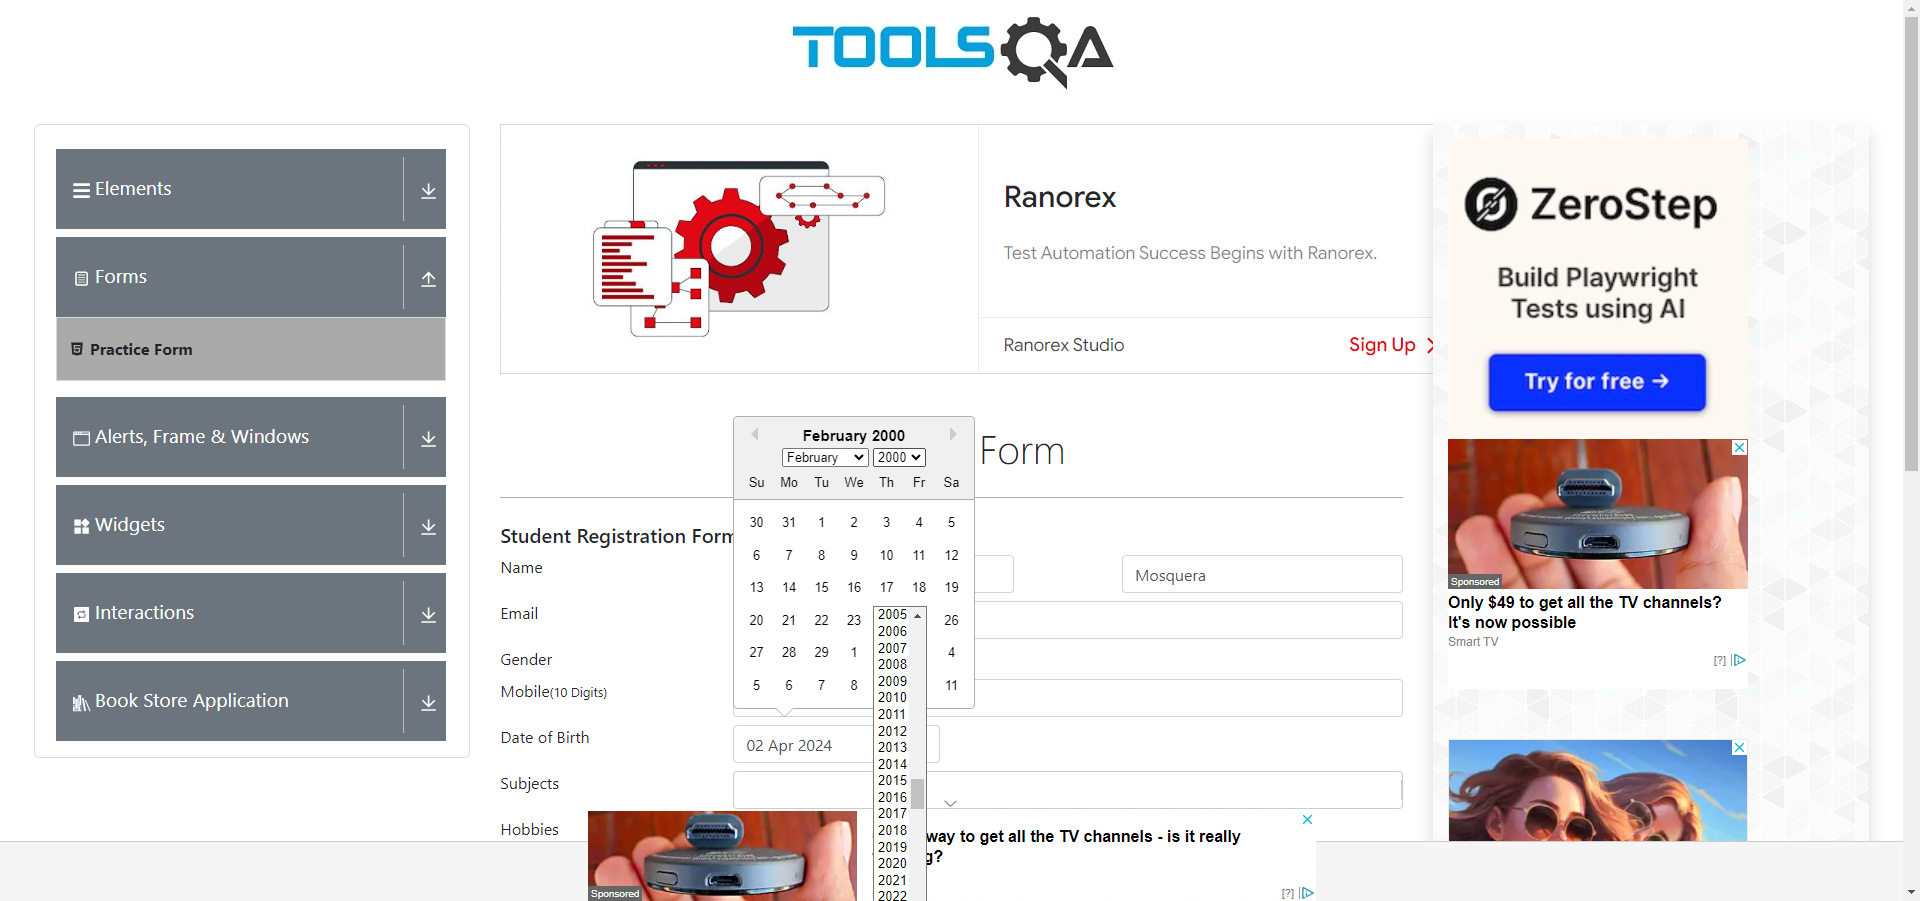 TOOLSQA
Elements
Forms
Practice Form
Alerts, Frame & Windows
Widgets
Interactions
Book Store Application
Ranorex
Test Automation Success Begins with Ranorex.
Ranorex Studio
Sign Up
ZeroStep
Build Playwright
Tests using AI
Try for free →
Sponsored
Only $49 to get all the TV channels?
It's now possible
Smart TV
[?]
Form
February 2000
February 2000
Su Mo Tu We Th Fr Sa
30 31 1 2 3 4 5
6 7 8 9 10 11 12
13 14 15 16 17 18 19
20 21 22 23 26
27 28 29 1 4
5 6 7 8 11
2005
2006
2007
2008
2009
2010
2011
2012
2013
2014
2015
2016
2017
2018
2019
2020
2021
2022
Student Registration Form
Name
Mosquera
Email
Gender
Mobile(10 Digits)
Date of Birth
02 Apr 2024
Subjects
Hobbies
Sponsored
way to get all the TV channels - is it really
g?
[?]